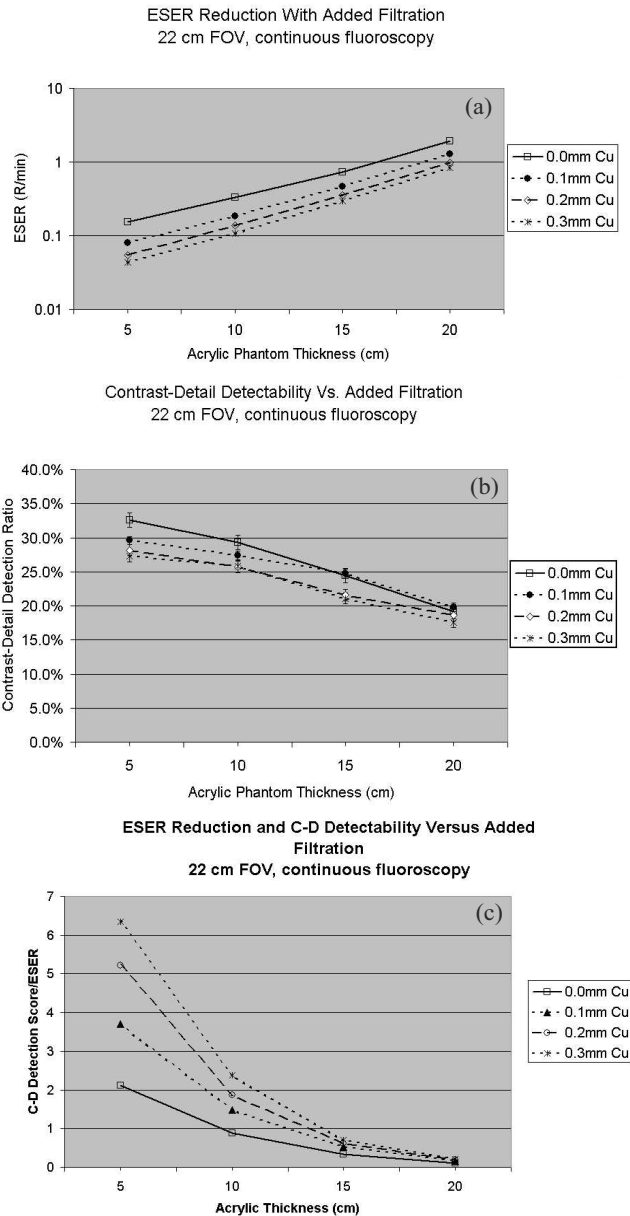 ESER Reduction With Added Filtration
22 cm FOV, continuous fluoroscopy
10
(a)
1
0.1
0.01
ESER (R/min)
5
10
15
20
Acrylic Phantom Thickness (cm)
0.0mm Cu
0.1mm Cu
0.2mm Cu
0.3mm Cu
Contrast-Detail Detectability Vs. Added Filtration
22 cm FOV, continuous fluoroscopy
40.0%
(b)
35.0%
30.0%
25.0%
20.0%
15.0%
10.0%
5.0%
0.0%
Contrast-Detail Detection Ratio
5
10
15
20
Acrylic Phantom Thickness (cm)
0.0mm Cu
0.1mm Cu
0.2mm Cu
0.3mm Cu
ESER Reduction and C-D Detectability Versus Added
Filtration
22 cm FOV, continuous fluoroscopy
7
(c)
6
5
4
3
2
1
0
C-D Detection Score/ESER
5
10
15
20
Acrylic Thickness (cm)
0.0mm Cu
0.1mm Cu
0.2mm Cu
0.3mm Cu